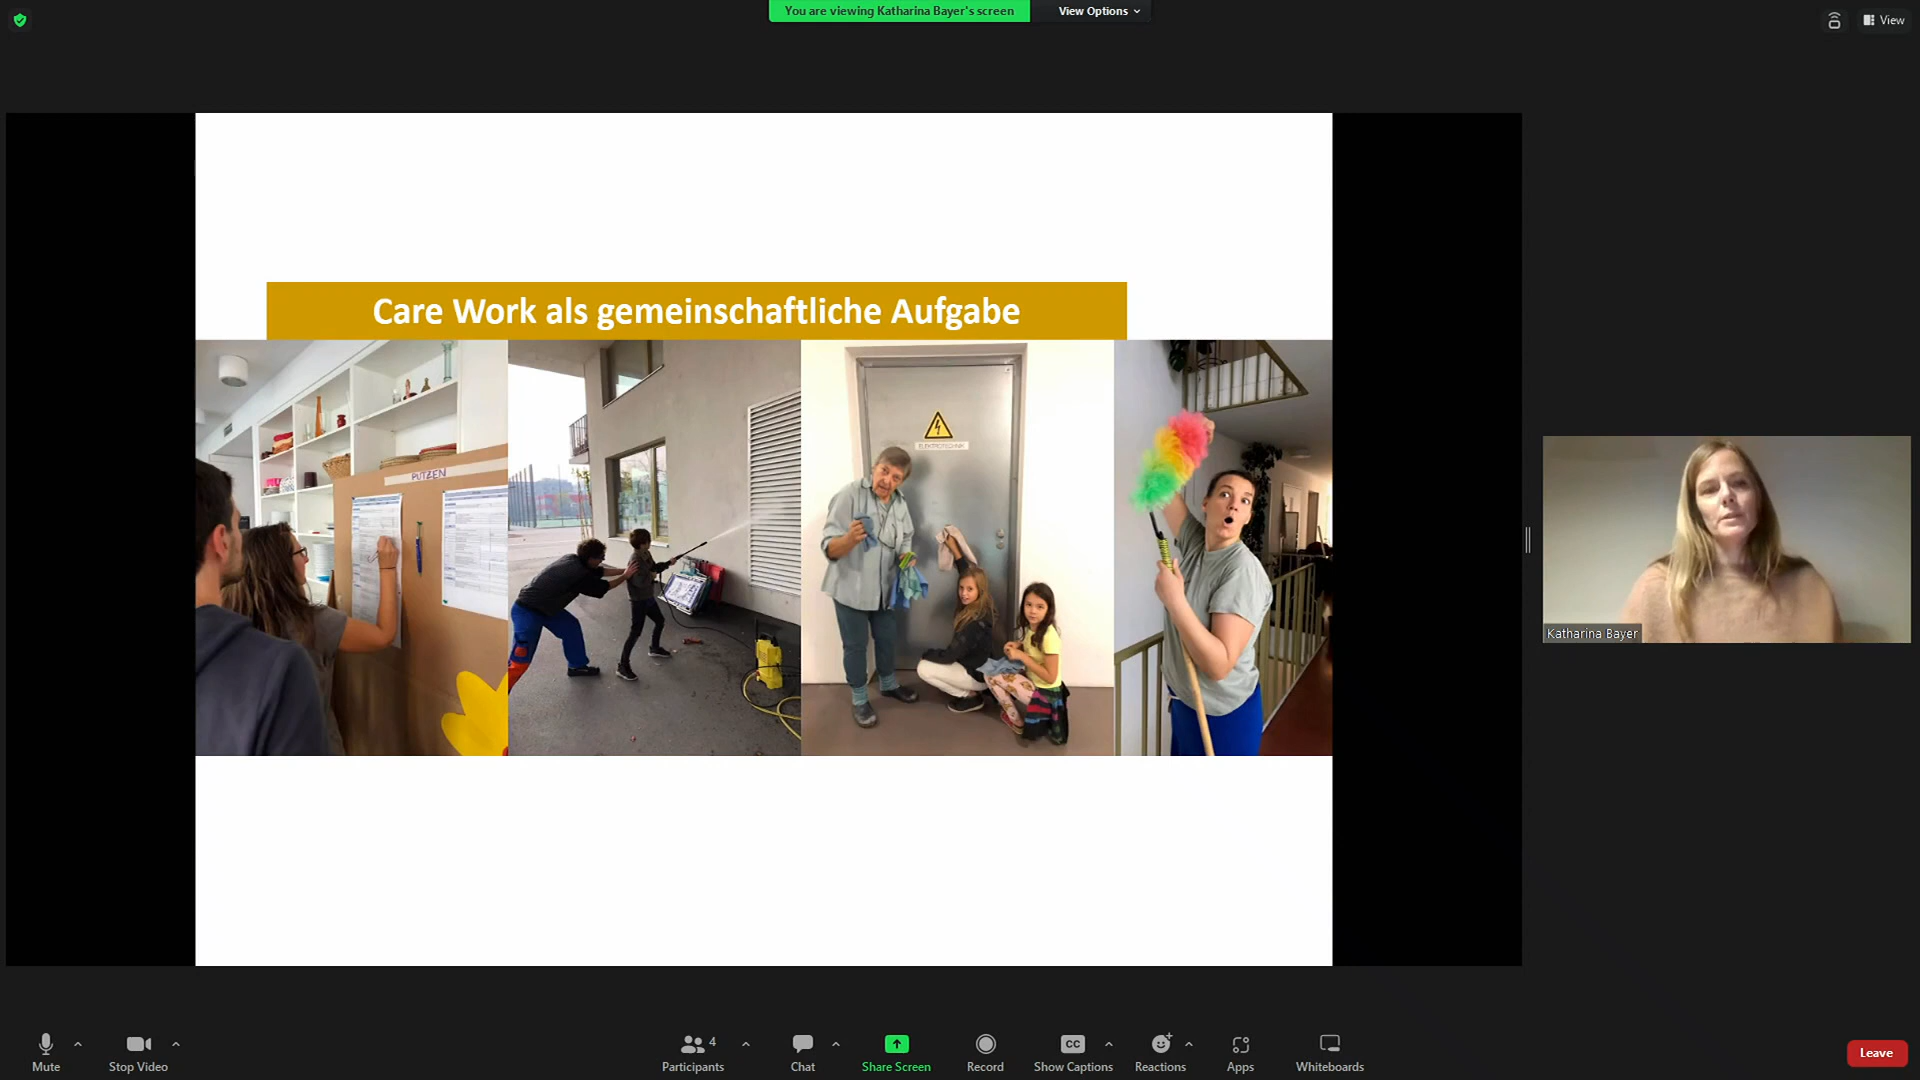 You are viewing Katharina Bayer's screen
View Options
View
Care Work als gemeinschaftliche Aufgabe
PUTZEN
ELEKTROTECHNIK
Katharina Bayer
Mute
Stop Video
4
Participants
Chat
Share Screen
Record
CC
Show Captions
Reactions
Apps
Whiteboards
Leave